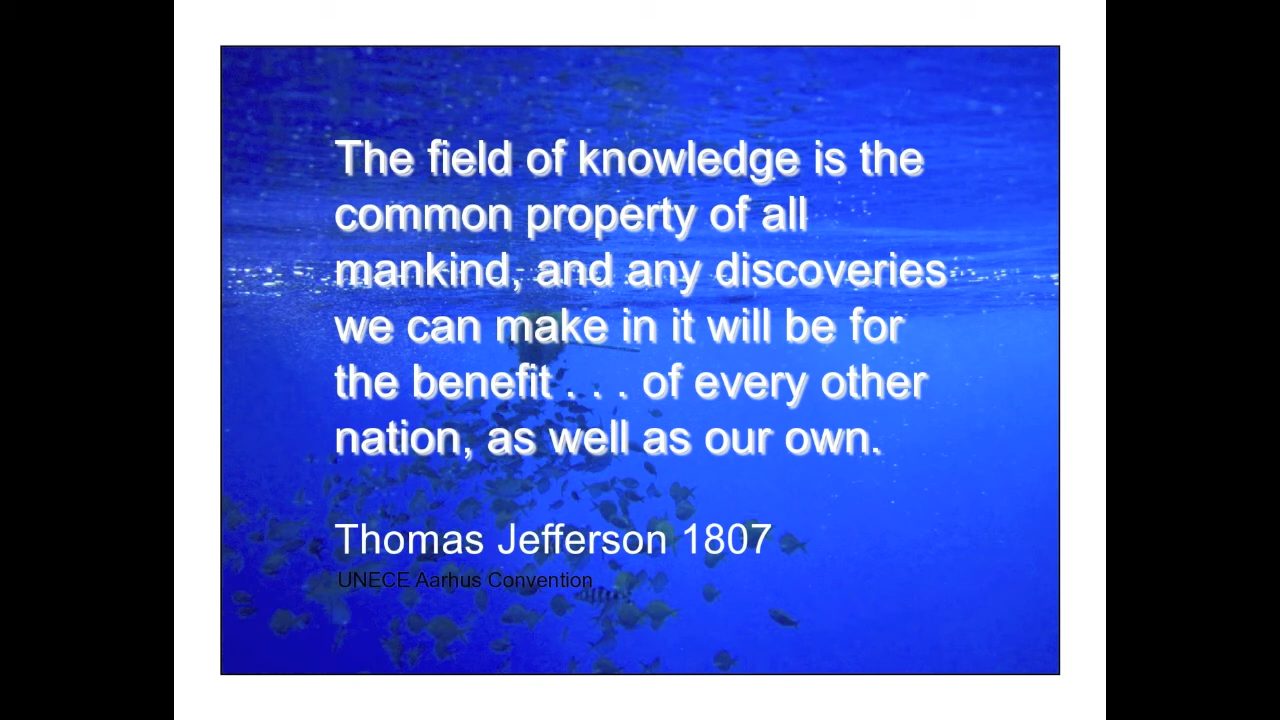 The field of knowledge is the
common property of all
mankind, and any discoveries
we can make in it will be for
the benefit . . . of every other
nation, as well as our own.
Thomas Jefferson 1807
UNECE Aarhus Convention